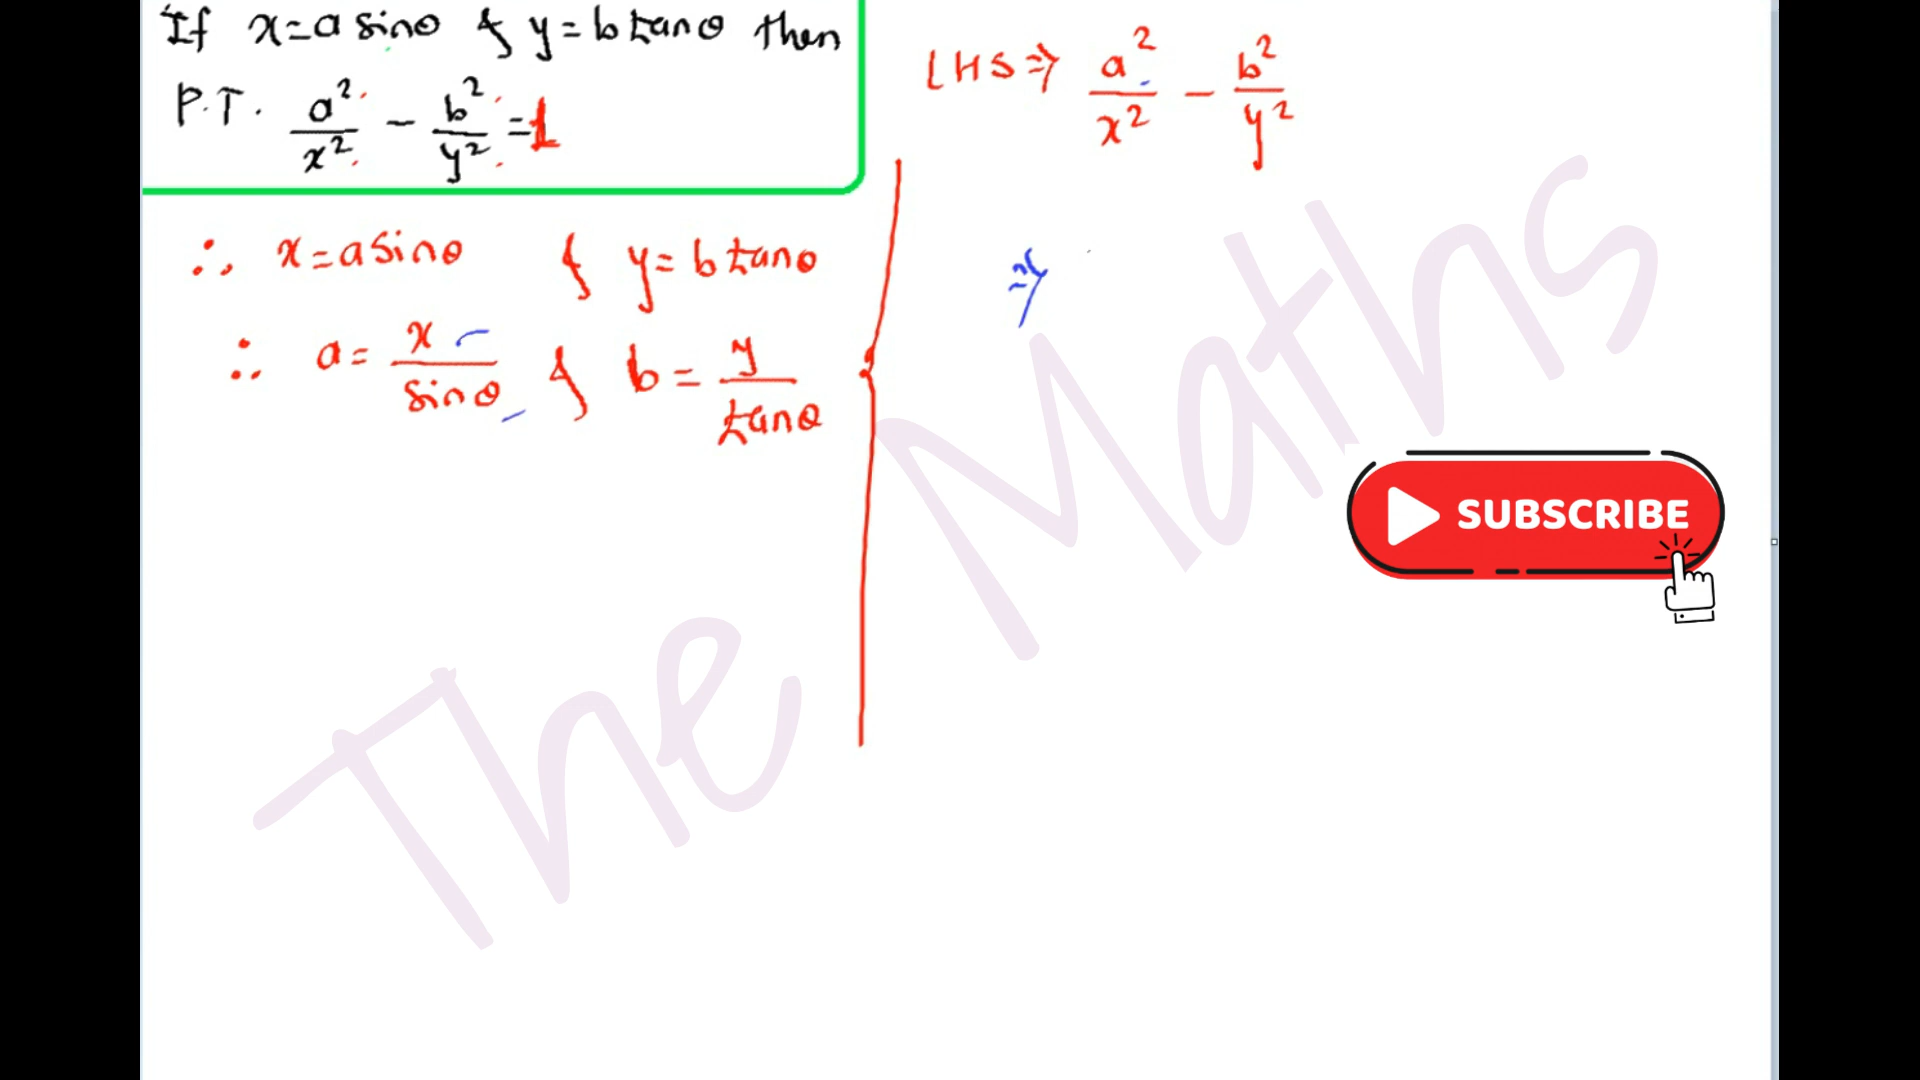 If x=a sinθ & y=b tanθ then
P.T. a²/x² - b²/y² =1
∴ x=a sinθ & y=b tanθ
∴ a= x/sinθ & b= y/tanθ
LHS⇒ a²/x² - b²/y²
⇒
SUBSCRIBE
The Maths